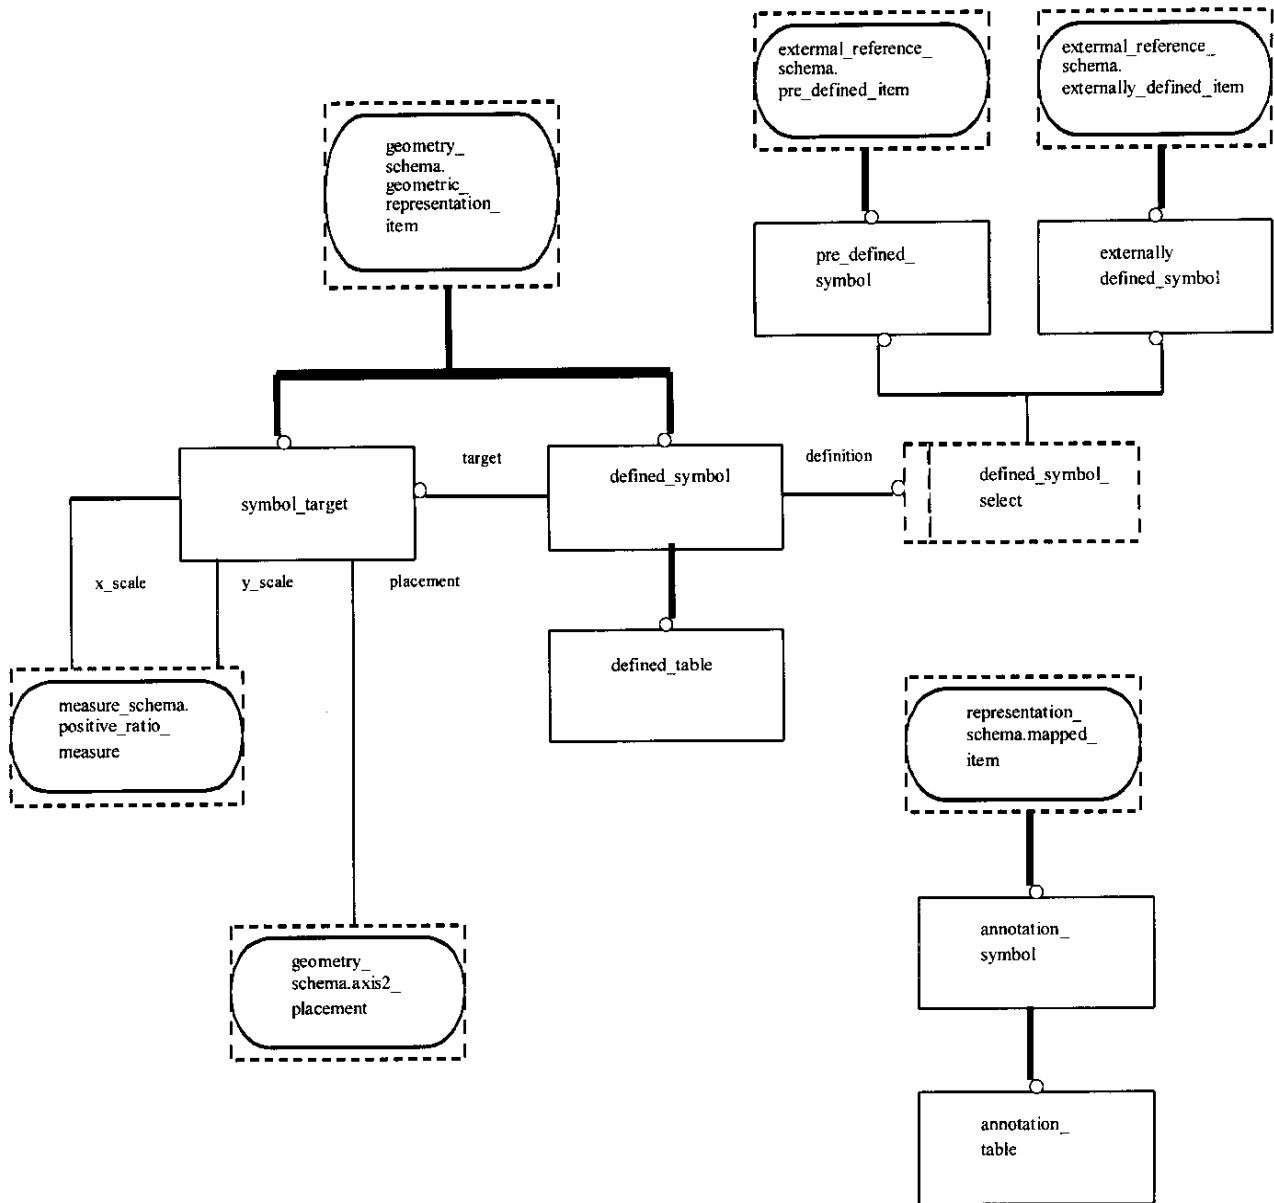 extermal_reference_
schema.
pre_defined_item
extermal_reference_
schema.
externally_defined_item
geometry_
schema.
geometric_
representation_
item
pre_defined_
symbol
externally
defined_symbol
target
defined_symbol
definition
defined_symbol_
select
symbol_target
x_scale
y_scale
placement
defined_table
measure_schema.
positive_ratio_
measure
representation_
schema.mapped_
item
annotation_
symbol
geometry_
schema.axis2_
placement
annotation_
table